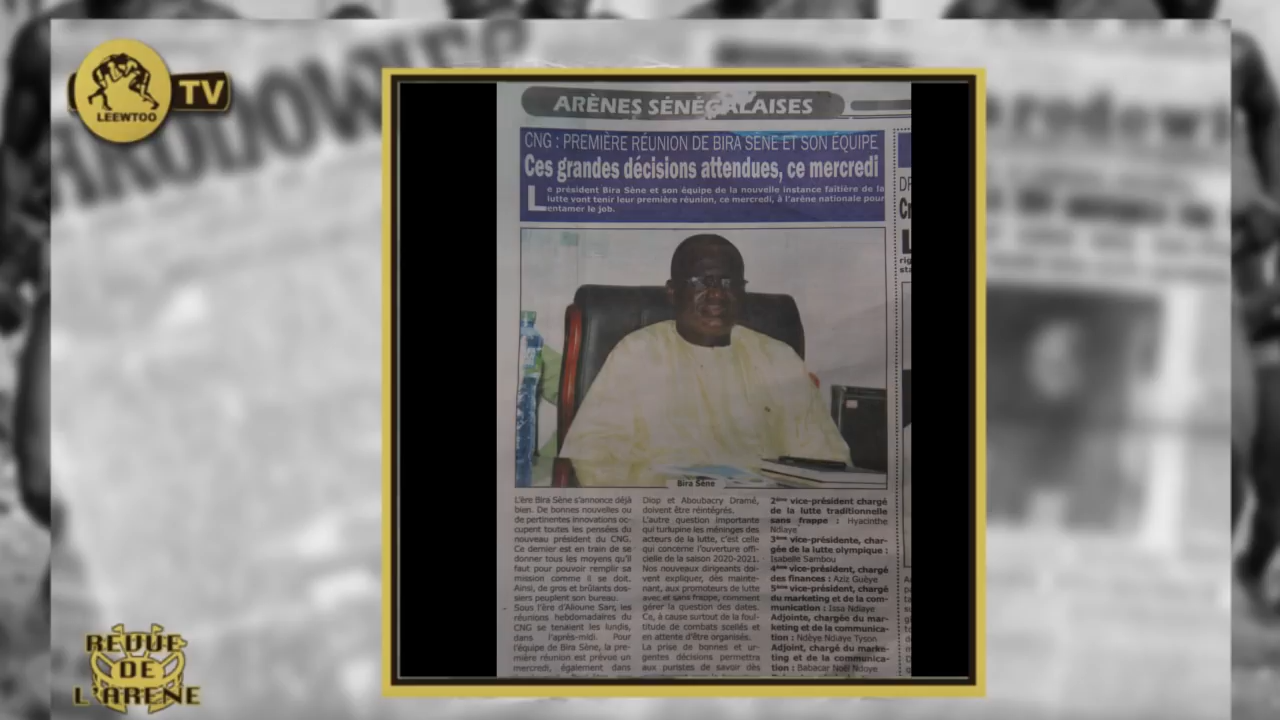 LEEWTOO
TV
ARÈNES SÉNÉGALAISES
CNG : PREMIÈRE RÉUNION DE BIRA SÈNE ET SON ÉQUIPE
Ces grandes décisions attendues, ce mercredi
Le président Bira Sène et son équipe de la nouvelle instance faîtière de la
lutte vont tenir leur première réunion, ce mercredi, à l'arène nationale pour
entamer le job.
Bira Sène
L'ère Bira Sène s'annonce déjà
bien. De bonnes nouvelles ou
de pertinentes innovations oc-
cupent toutes les pensées du
nouveau président du CNG.
Ce dernier est en train de se
donner tous les moyens qu'il
faut pour pouvoir remplir sa
mission comme il se doit.
Ainsi, de gros et brûlants dos-
siers peuplent son bureau.
Sous l'ère d'Alioune Sarr, les
réunions hebdomadaires du
CNG se tenaient les lundis,
dans l'après-midi. Pour
l'équipe de Bira Sène, la pre-
mière réunion est prévue un
mercredi, également dans
Diop et Aboubacry Dramé,
doivent être réintégrés.
L'autre question importante
qui turlupine les méninges des
acteurs de la lutte, c'est celle
qui concerne l'ouverture offi-
cielle de la saison 2020-2021.
Nos nouveaux dirigeants doi-
vent expliquer, dès mainte-
nant, aux promoteurs de lutte
avec et sans frappe, comment
gérer la question des dates.
Ce, à cause surtout de la foul-
titude de combats scellés et
en attente d'être organisés.
La prise de bonnes et ur-
gentes décisions permettra
aux puristes de savoir dès
2ème vice-président chargé
de la lutte traditionnelle
sans frappe : Hyacinthe
Ndiaye
3ème vice-présidente, char-
gée de la lutte olympique :
Isabelle Sambou
4ème vice-président, chargé
des finances : Aziz Guèye
5ème vice-président, chargé
du marketing et de la com-
munication : Issa Ndiaye
Adjointe, chargée du mar-
keting et de la communica-
tion : Ndèye Ndiaye Tyson
Adjoint, chargé du marke-
ting et de la communica-
tion : Babacar Noël Ndoye
REVUE
DE
L'ARÈNE